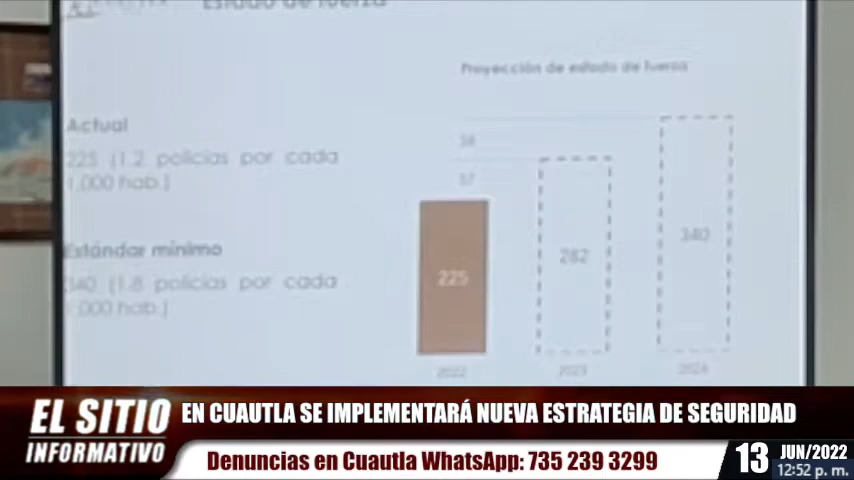 Estado de fuerza
Proyección de estado de fuerza
Actual
225 (1.2 policías por cada
1,000 hab.)
58
57
Estándar mínimo
340 (1.8 policías por cada
1,000 hab.)
225
282
340
2022
2023
2024
EL SITIO
INFORMATIVO
EN CUAUTLA SE IMPLEMENTARÁ NUEVA ESTRATEGIA DE SEGURIDAD
Denuncias en Cuautla WhatsApp: 735 239 3299
13
JUN/2022
12:52 p. m.